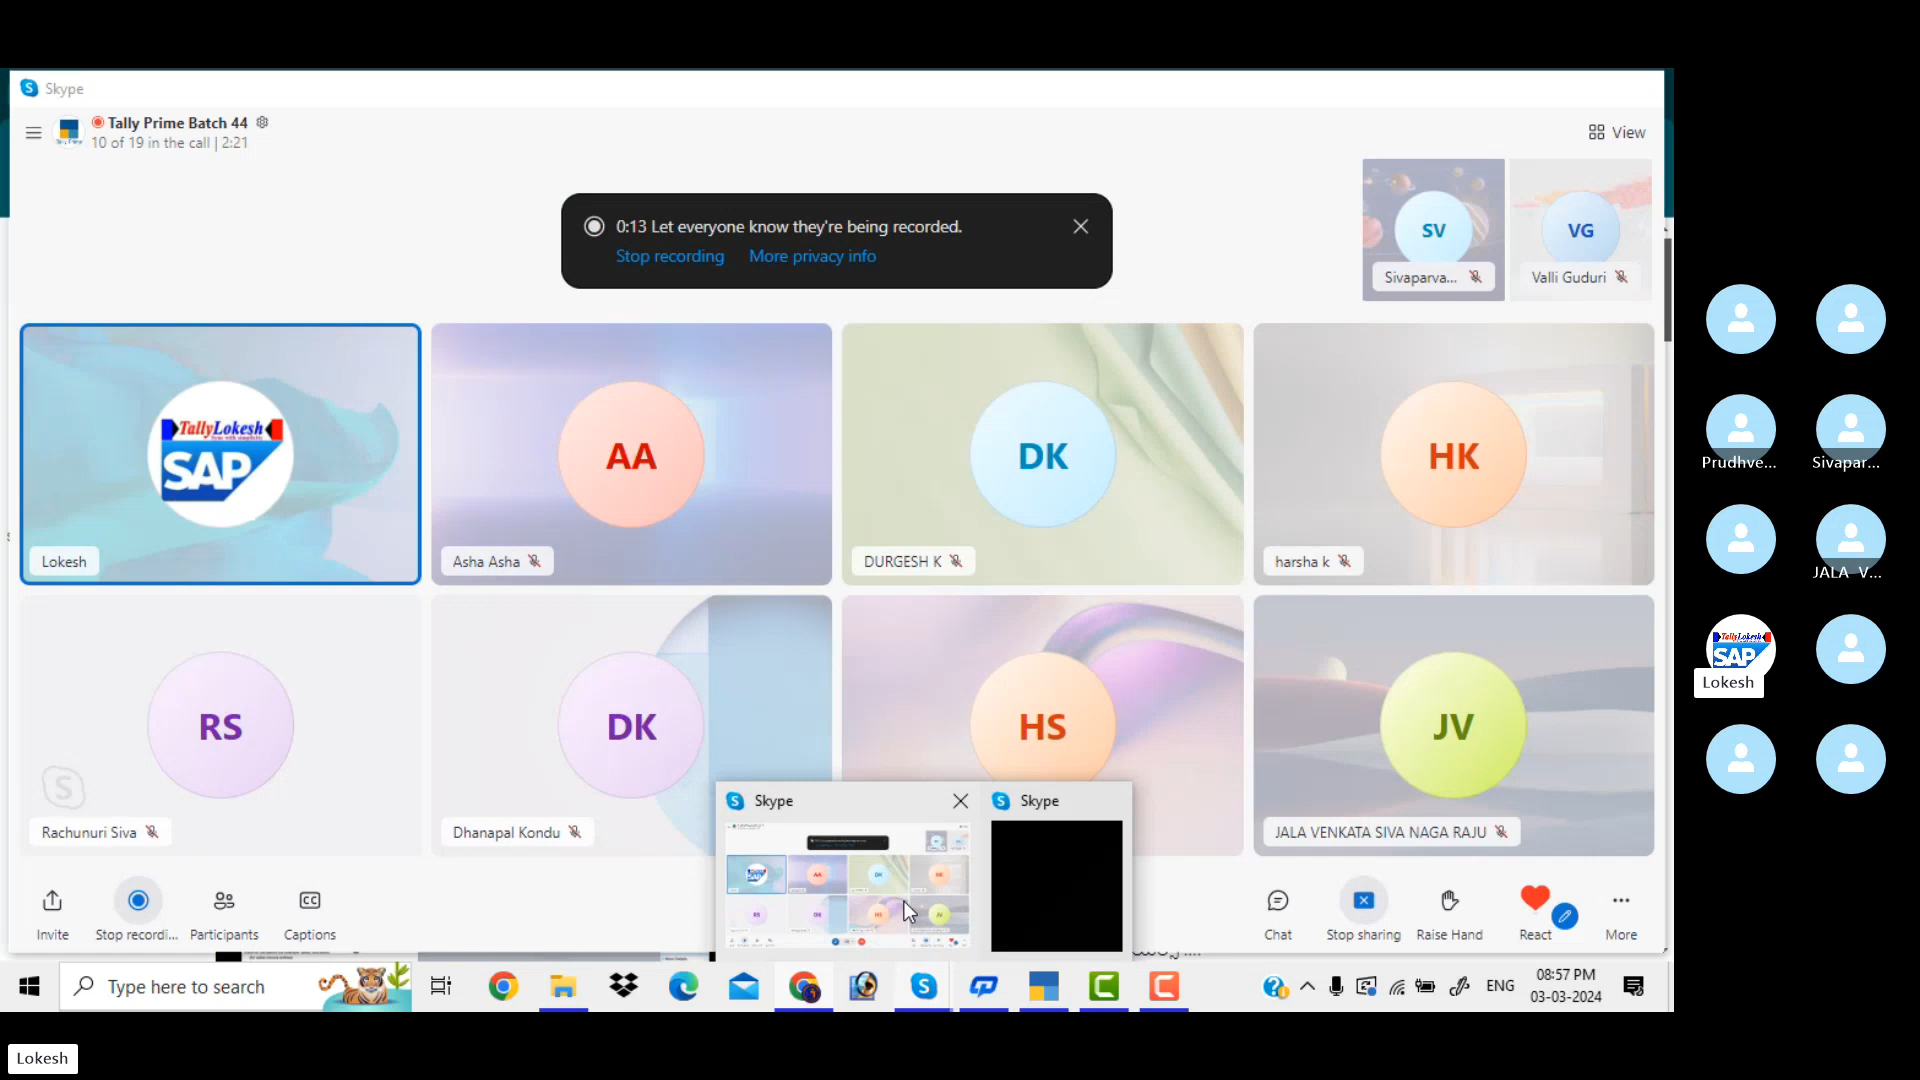 Skype
Tally Prime Batch 44
10 of 19 in the call | 2:21
View
0:13 Let everyone know they're being recorded.
Stop recording
More privacy info
SV
Sivaparva...
VG
Valli Guduri
TallyLokesh
SAP
Lokesh
AA
Asha Asha
DK
DURGESH K
HK
harsha k
RS
Rachunuri Siva
DK
Dhanapal Kondu
HS
JV
JALA VENKATA SIVA NAGA RAJU
Skype
Skype
Invite
Stop recordi...
Participants
CC
Captions
Chat
Stop sharing
Raise Hand
React
More
Type here to search
ENG
08:57 PM
03-03-2024
Prudhve...
Sivapar...
JALA V...
TallyLokesh
SAP
Lokesh
Lokesh